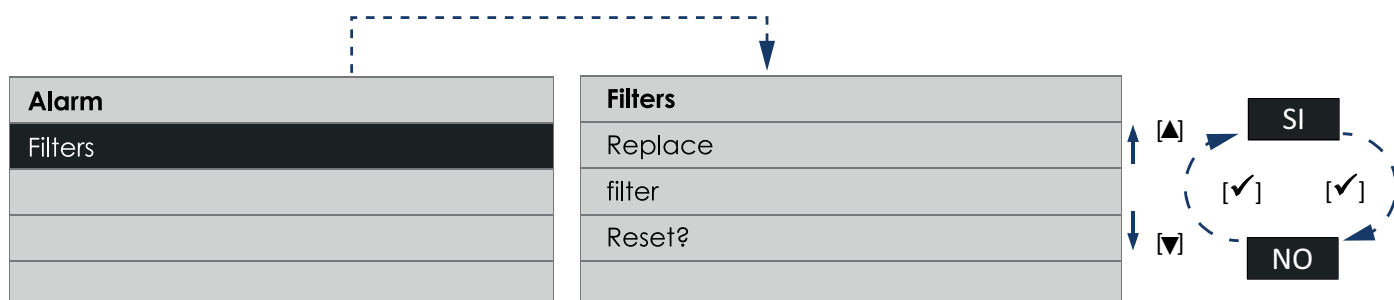 Alarm
Filters
Filters
Replace
filter
Reset?
[▲]
[▼]
SI
[✔] [✔]
NO